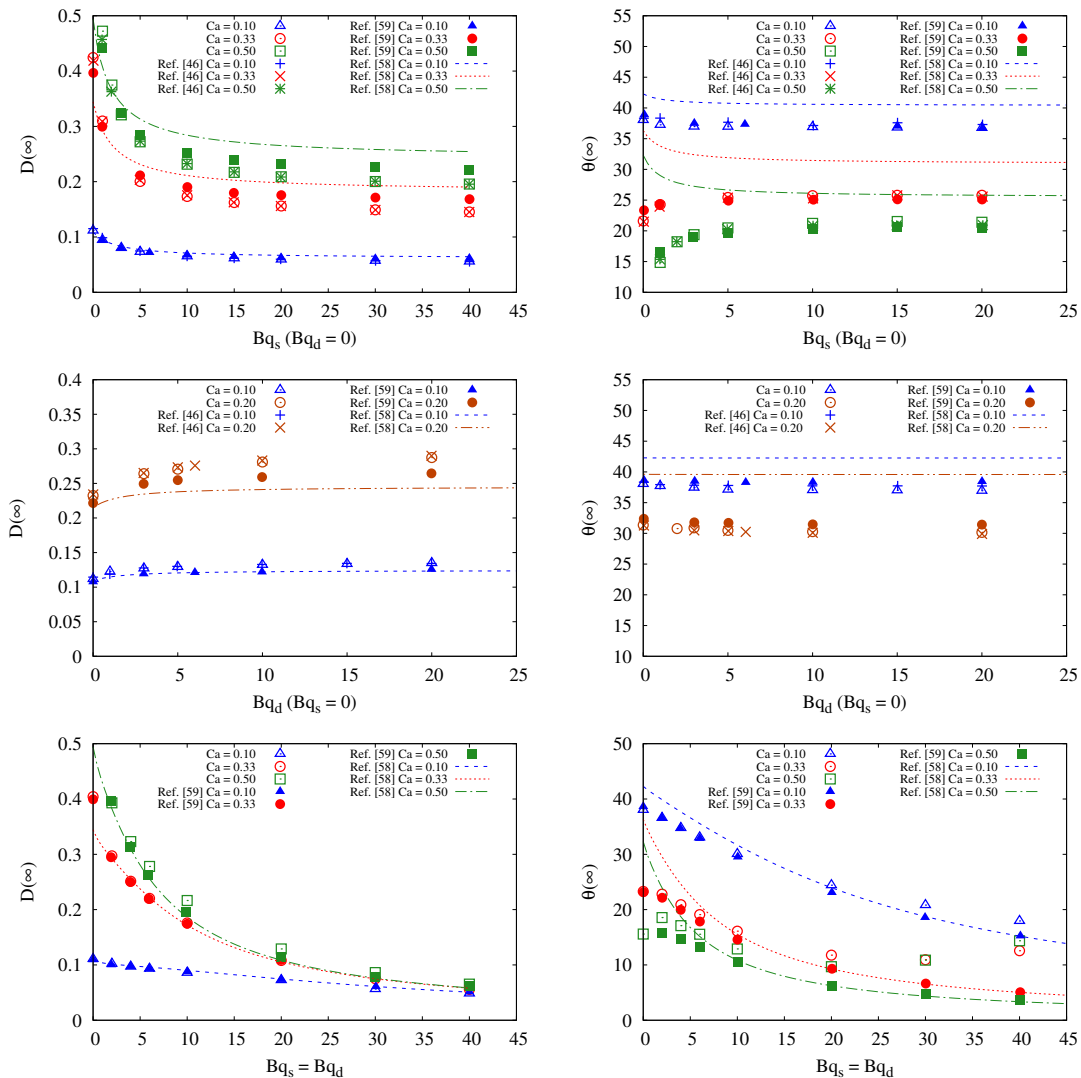 0.5
0.4
0.3
0.2
0.1
0
D(∞)
0 5 10 15 20 25 30 35 40 45
Bq_s (Bq_d = 0)
Ca = 0.10
Ca = 0.33
Ca = 0.50
Ref. [46] Ca = 0.10
Ref. [46] Ca = 0.33
Ref. [46] Ca = 0.50
Ref. [59] Ca = 0.10
Ref. [59] Ca = 0.33
Ref. [59] Ca = 0.50
Ref. [58] Ca = 0.10
Ref. [58] Ca = 0.33
Ref. [58] Ca = 0.50
55
50
45
40
35
30
25
20
15
10
θ(∞)
0 5 10 15 20 25
Bq_s (Bq_d = 0)
Ca = 0.10
Ca = 0.33
Ca = 0.50
Ref. [46] Ca = 0.10
Ref. [46] Ca = 0.33
Ref. [46] Ca = 0.50
Ref. [59] Ca = 0.10
Ref. [59] Ca = 0.33
Ref. [59] Ca = 0.50
Ref. [58] Ca = 0.10
Ref. [58] Ca = 0.33
Ref. [58] Ca = 0.50
0.4
0.35
0.3
0.25
0.2
0.15
0.1
0.05
0
D(∞)
0 5 10 15 20 25
Bq_d (Bq_s = 0)
Ca = 0.10
Ca = 0.20
Ref. [46] Ca = 0.10
Ref. [46] Ca = 0.20
Ref. [59] Ca = 0.10
Ref. [59] Ca = 0.20
Ref. [58] Ca = 0.10
Ref. [58] Ca = 0.20
55
50
45
40
35
30
25
20
15
10
θ(∞)
0 5 10 15 20 25
Bq_d (Bq_s = 0)
Ca = 0.10
Ca = 0.20
Ref. [46] Ca = 0.10
Ref. [46] Ca = 0.20
Ref. [59] Ca = 0.10
Ref. [59] Ca = 0.20
Ref. [58] Ca = 0.10
Ref. [58] Ca = 0.20
0.5
0.4
0.3
0.2
0.1
0
D(∞)
0 5 10 15 20 25 30 35 40 45
Bq_s = Bq_d
Ca = 0.10
Ca = 0.33
Ca = 0.50
Ref. [59] Ca = 0.10
Ref. [59] Ca = 0.33
Ref. [59] Ca = 0.50
Ref. [58] Ca = 0.10
Ref. [58] Ca = 0.33
Ref. [58] Ca = 0.50
50
40
30
20
10
0
θ(∞)
0 5 10 15 20 25 30 35 40 45
Bq_s = Bq_d
Ca = 0.10
Ca = 0.33
Ca = 0.50
Ref. [59] Ca = 0.10
Ref. [59] Ca = 0.33
Ref. [59] Ca = 0.50
Ref. [58] Ca = 0.10
Ref. [58] Ca = 0.33
Ref. [58] Ca = 0.50